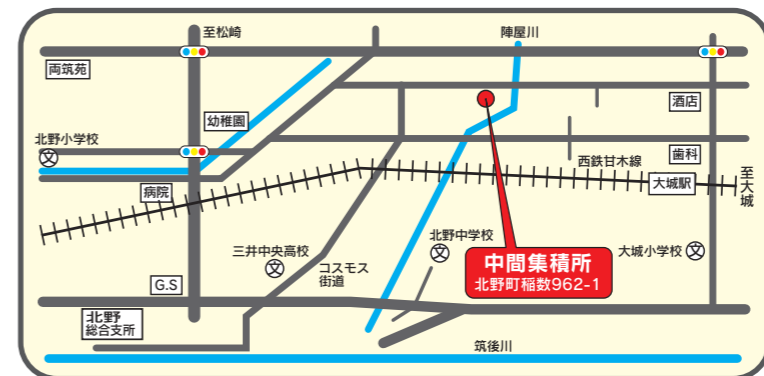 至松崎
陣屋川
両筑苑
幼稚園
酒店
北野小学校
文
歯科
西鉄甘木線
病院
大城駅
至大城
北野中学校
文
三井中央高校
文
コスモス
街道
大城小学校
文
中間集積所
北野町稲数962-1
G.S
北野
総合支所
筑後川